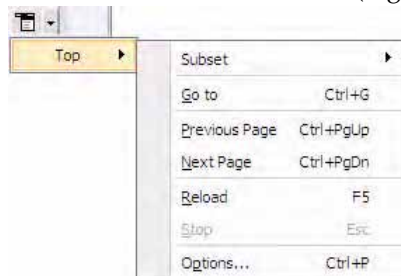 Top
Subset
Go to Ctrl+G
Previous Page Ctrl+PgUp
Next Page Ctrl+PgDn
Reload F5
Stop Esc
Options... Ctrl+P